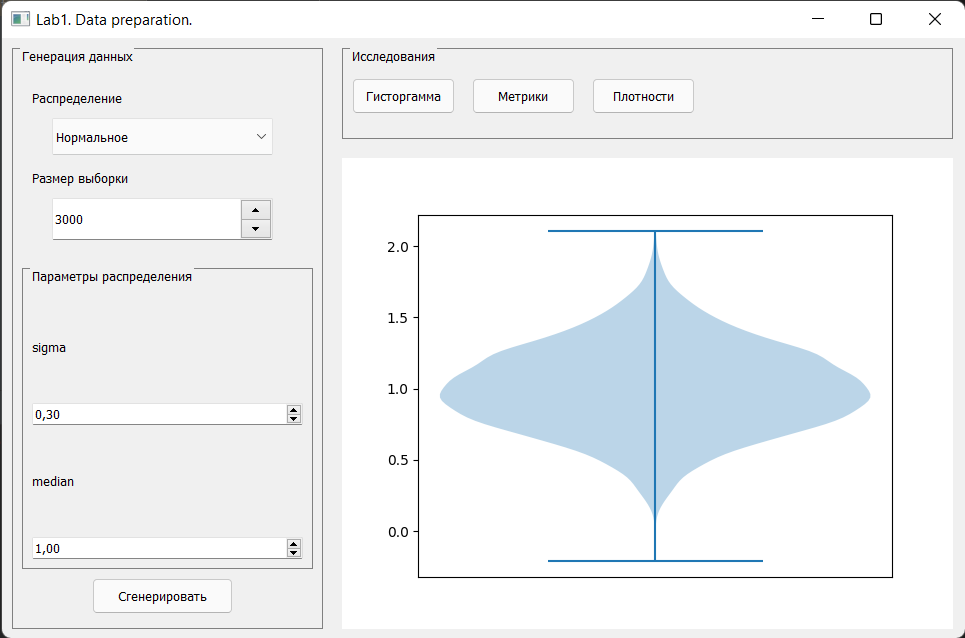 Lab1. Data preparation.
Генерация данных
Распределение
Нормальное
Размер выборки
3000
Параметры распределения
sigma
0,30
median
1,00
Сгенерировать
Исследования
Гисторгамма
Метрики
Плотности
2.0
1.5
1.0
0.5
0.0